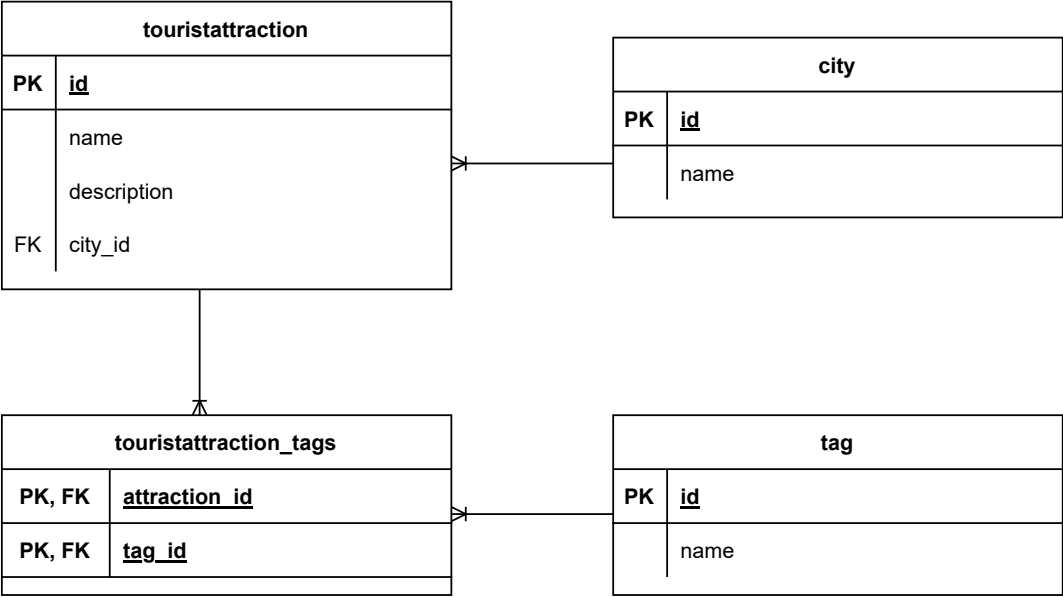 touristattraction
PK id
name
description
FK city_id
city
PK id
name
touristattraction_tags
PK, FK attraction_id
PK, FK tag_id
tag
PK id
name